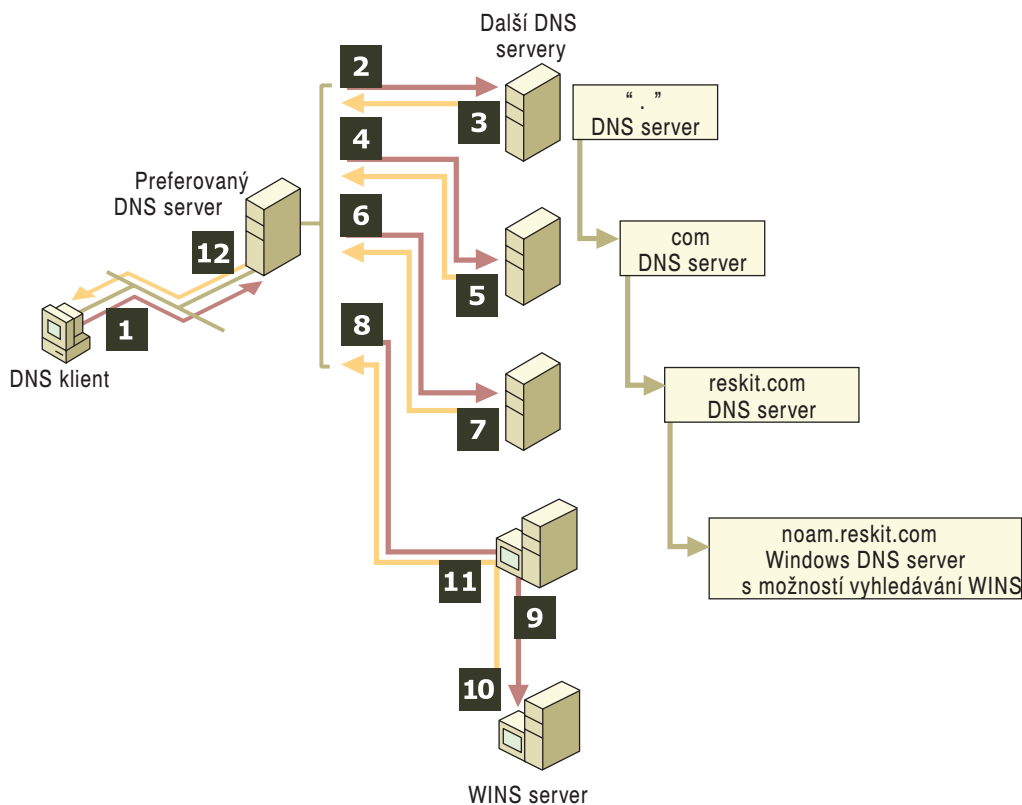 Další DNS
servery
2
3
“ . ”
DNS server
4
Preferovaný
DNS server
6
com
DNS server
12
5
1
8
DNS klient
reskit.com
DNS server
7
noam.reskit.com
Windows DNS server
s možností vyhledávání WINS
11
9
10
WINS server